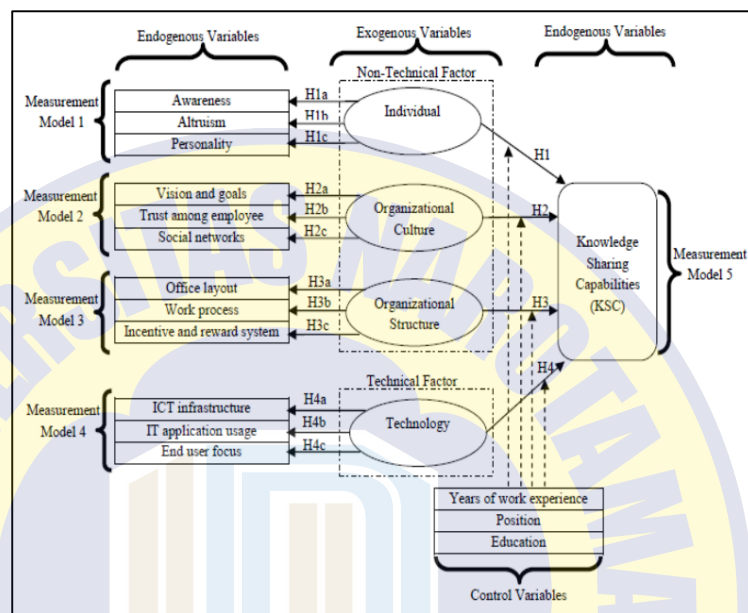 Endogenous Variables
Exogenous Variables
Endogenous Variables
Non-Technical Factor
Measurement
Model 1
Awareness
Altruism
Personality
H1a
H1b
H1c
Individual
H1
Measurement
Model 2
Vision and goals
Trust among employee
Social networks
H2a
H2b
H2c
Organizational
Culture
H2
Knowledge
Sharing
Capabilities
(KSC)
Measurement
Model 5
Measurement
Model 3
Office layout
Work process
Incentive and reward system
H3a
H3b
H3c
Organizational
Structure
H3
Technical Factor
Measurement
Model 4
ICT infrastructure
IT application usage
End user focus
H4a
H4b
H4c
Technology
H4
Years of work experience
Position
Education
Control Variables
ERSITAS NAROTAMA